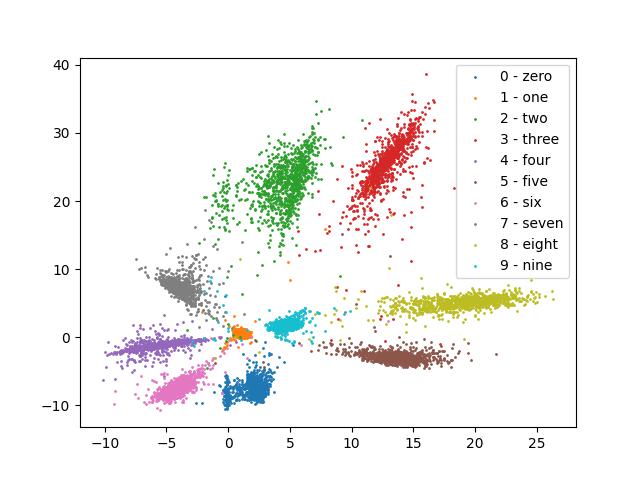 40
30
20
10
0
−10
−10
−5
0
5
10
15
20
25
0 - zero
1 - one
2 - two
3 - three
4 - four
5 - five
6 - six
7 - seven
8 - eight
9 - nine